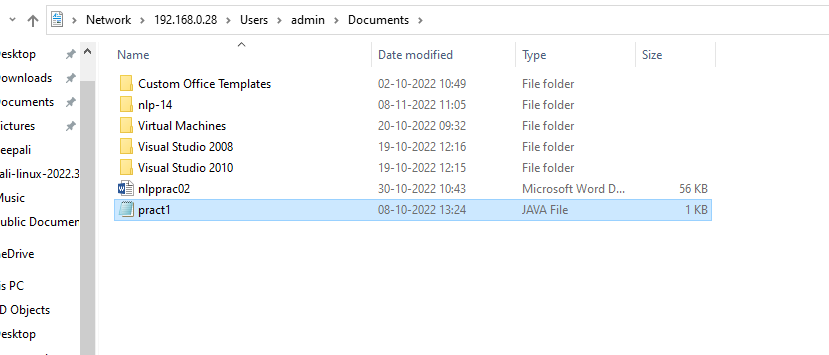 Network > 192.168.0.28 > Users > admin > Documents >
Name Date modified Type Size
esktop
ownloads
ocuments
ictures
eepali
ali-linux-2022.3
Music
ublic Documen
eDrive
is PC
D Objects
esktop
Custom Office Templates 02-10-2022 10:49 File folder
nlp-14 08-11-2022 11:05 File folder
Virtual Machines 20-10-2022 09:32 File folder
Visual Studio 2008 19-10-2022 12:16 File folder
Visual Studio 2010 19-10-2022 12:15 File folder
nlpprac02 30-10-2022 10:43 Microsoft Word D... 56 KB
pract1 08-10-2022 13:24 JAVA File 1 KB